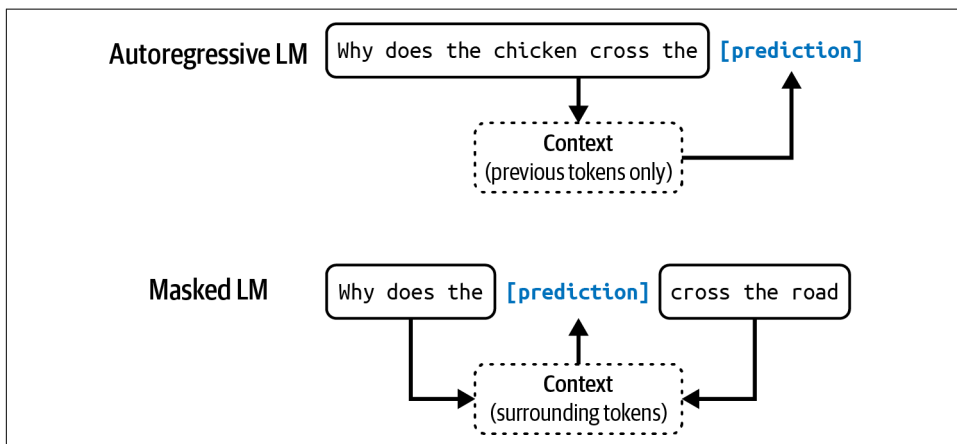 Autoregressive LM Why does the chicken cross the [prediction]
Context
(previous tokens only)
Masked LM Why does the [prediction] cross the road
Context
(surrounding tokens)